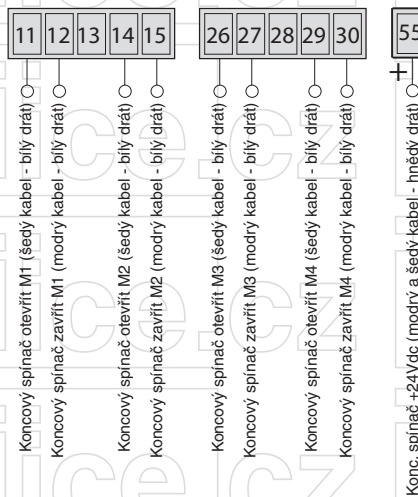 11 12 13 14 15
26 27 28 29 30
55
+
Koncový spínač otevřít M1 (šedý kabel - bílý drát)
Koncový spínač zavřít M1 (modrý kabel - bílý drát)
Koncový spínač otevřít M2 (šedý kabel - bílý drát)
Koncový spínač zavřít M2 (modrý kabel - bílý drát)
Koncový spínač otevřít M3 (šedý kabel - bílý drát)
Koncový spínač zavřít M3 (modrý kabel - bílý drát)
Koncový spínač otevřít M4 (šedý kabel - bílý drát)
Koncový spínač zavřít M4 (modrý kabel - bílý drát)
Konc. spínač +24Vdc (modrý a šedý kabel - hnědý drát)